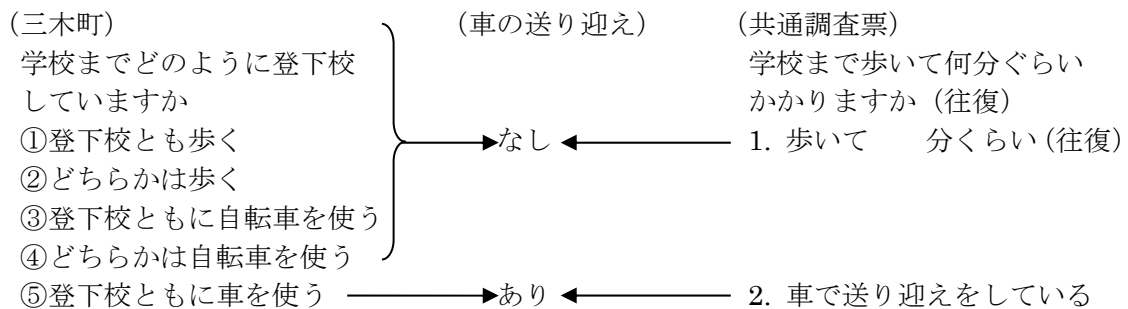 (三木町) (車の送り迎え) (共通調査票)
学校までどのように登下校 学校まで歩いて何分ぐらい
していますか かかりますか(往復)
①登下校とも歩く なし 1. 歩いて 分くらい(往復)
②どちらかは歩く
③登下校ともに自転車を使う
④どちらかは自転車を使う
⑤登下校ともに車を使う あり 2. 車で送り迎えをしている